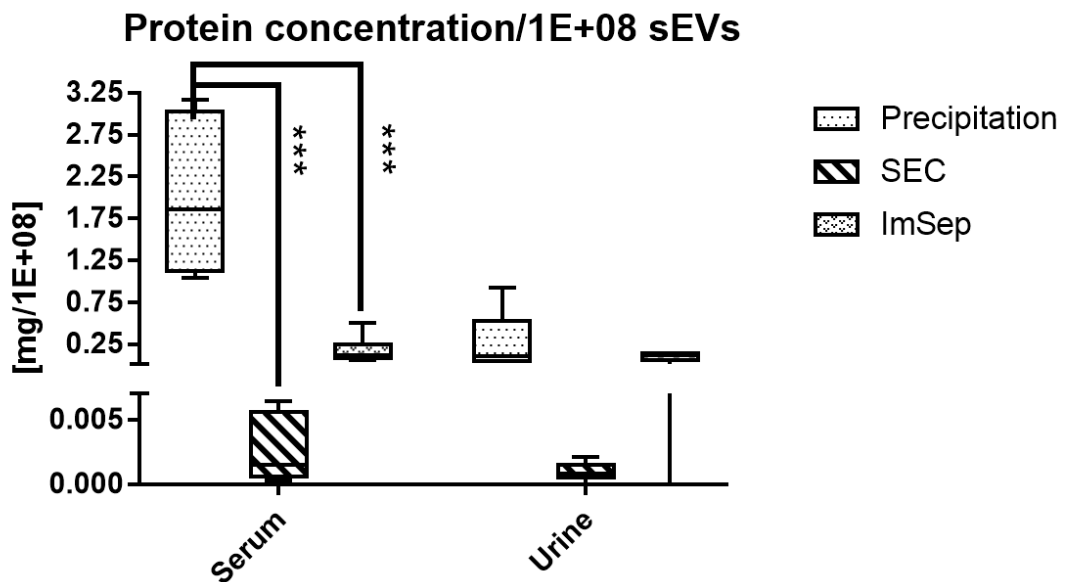 Protein concentration/1E+08 sEVs
[mg/1E+08]
3.25
2.75
2.25
1.75
1.25
0.75
0.25
0.005
0.000
***
***
Serum
Urine
Precipitation
SEC
ImSep